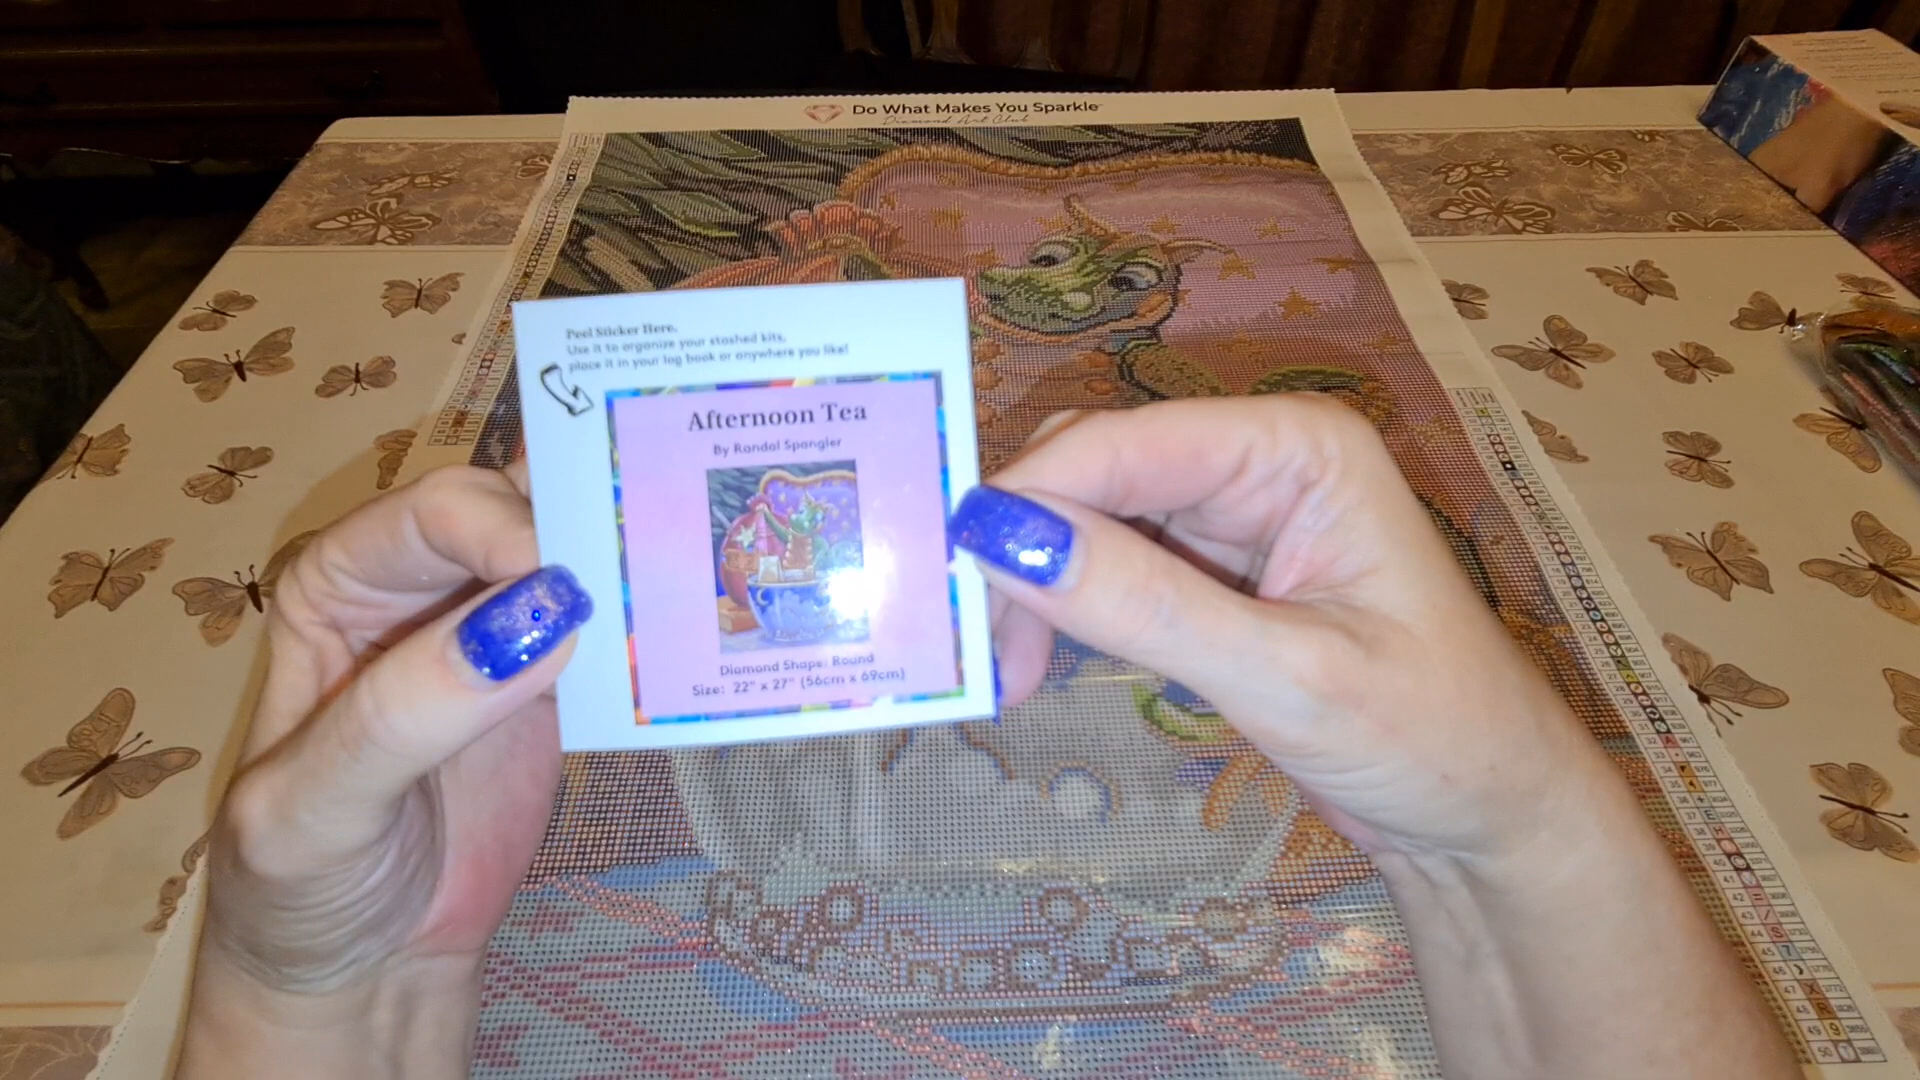 Do What Makes You Sparkle
Diamond Art Club
Peel Sticker Here.
Use it to organize your stashed kits,
place it in your log book or anywhere you like!
Afternoon Tea
By Randal Spangler
Diamond Shape: Round
Size: 22" x 27" (56cm x 69cm)